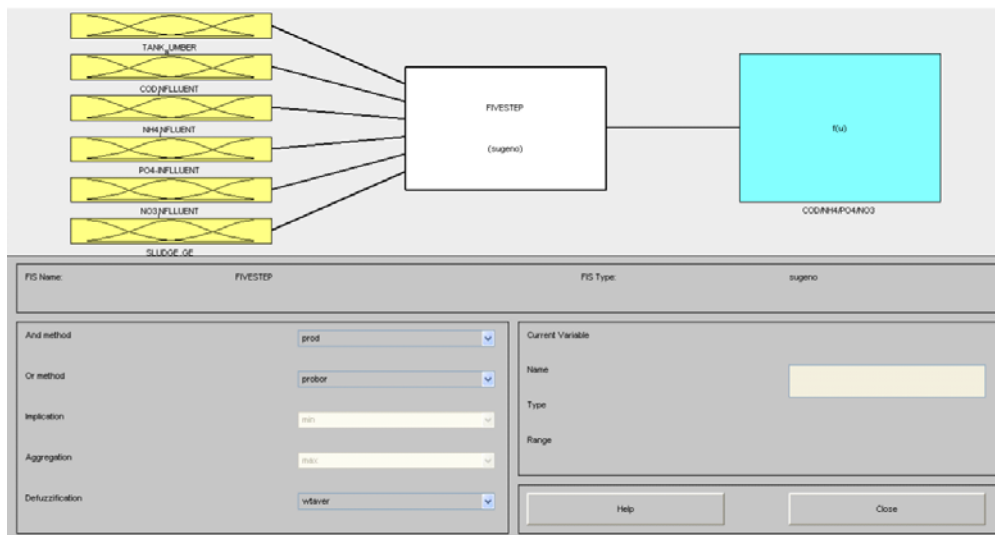 TANK_UMBER
COD_NFLLUENT
FIVESTEP
NH4_NFLUENT
(sugeno)
f(u)
PO4-INFLLUENT
NO3_NFLLUENT
COD/NH4/PO4/NO3
SLUDGE_GE
FIS Name: FIVESTEP FIS Type: sugeno
And method prod
Or method probor
Implication min
Aggregation max
Defuzzification wtaver
Current Variable
Name
Type
Range
Help Close